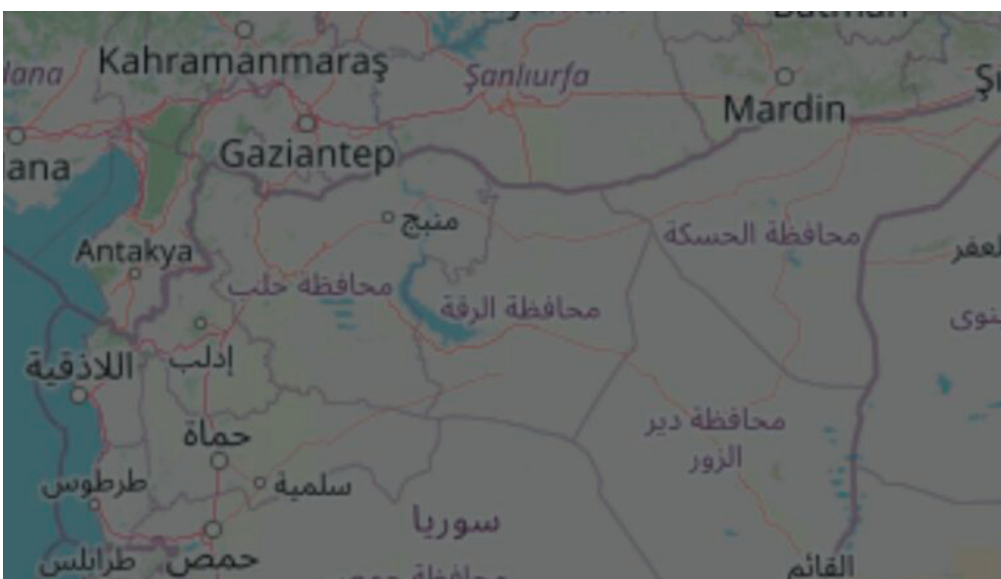 Kahramanmaraş
Şanlıurfa
Mardin
Gaziantep
منبج
محافظة الحسكة
Antakya
محافظة حلب
محافظة الرقة
إدلب
اللاذقية
محافظة دير
الزور
حماة
طرطوس
سلمية
سوريا
حمص
طرابلس
القائم